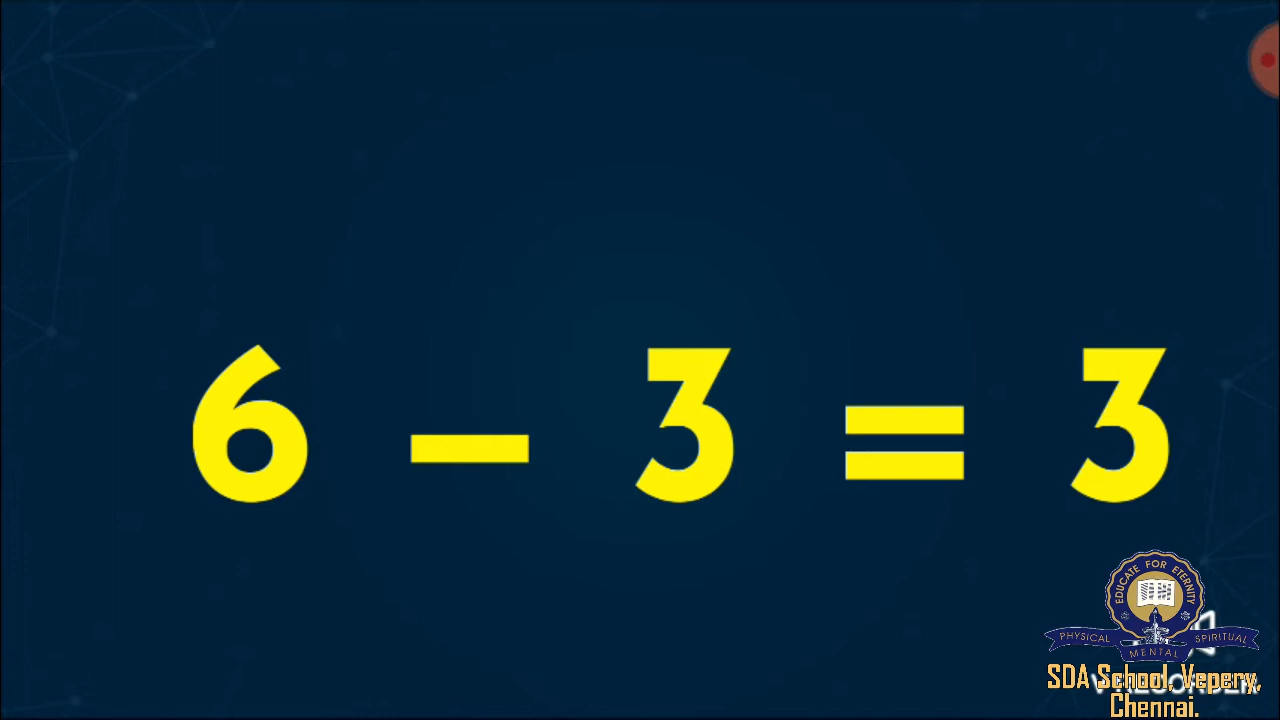 6 – 3 = 3
EDUCATE FOR ETERNITY
PHYSICAL MENTAL SPIRITUAL
SDA School, Vepery,
Chennai.